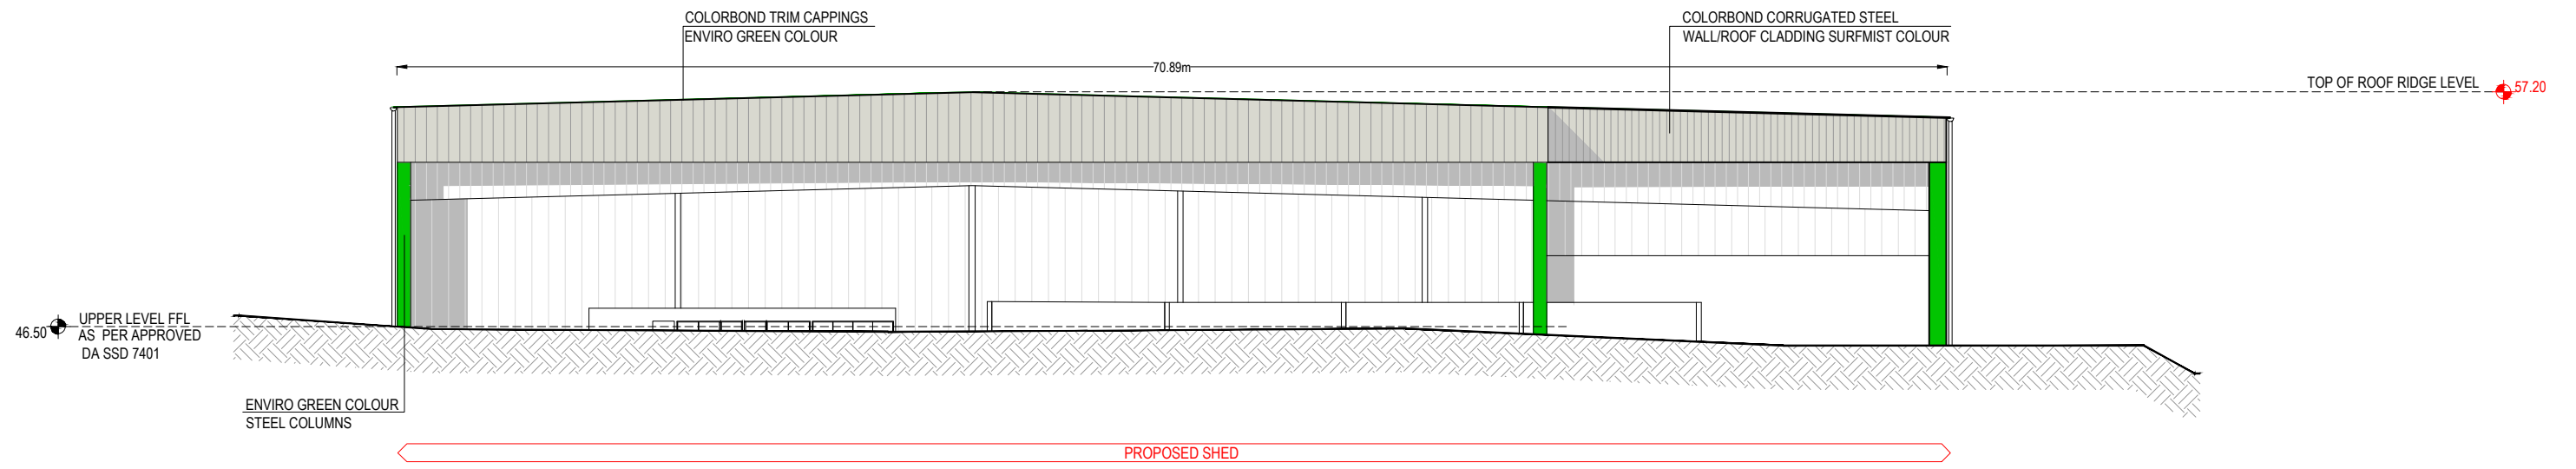 COLORBOND TRIM CAPPINGS
ENVIRO GREEN COLOUR
COLORBOND CORRUGATED STEEL
WALL/ROOF CLADDING SURFMIST COLOUR
70.89m
TOP OF ROOF RIDGE LEVEL
57.20
46.50
UPPER LEVEL FFL
AS PER APPROVED
DA SSD 7401
ENVIRO GREEN COLOUR
STEEL COLUMNS
PROPOSED SHED